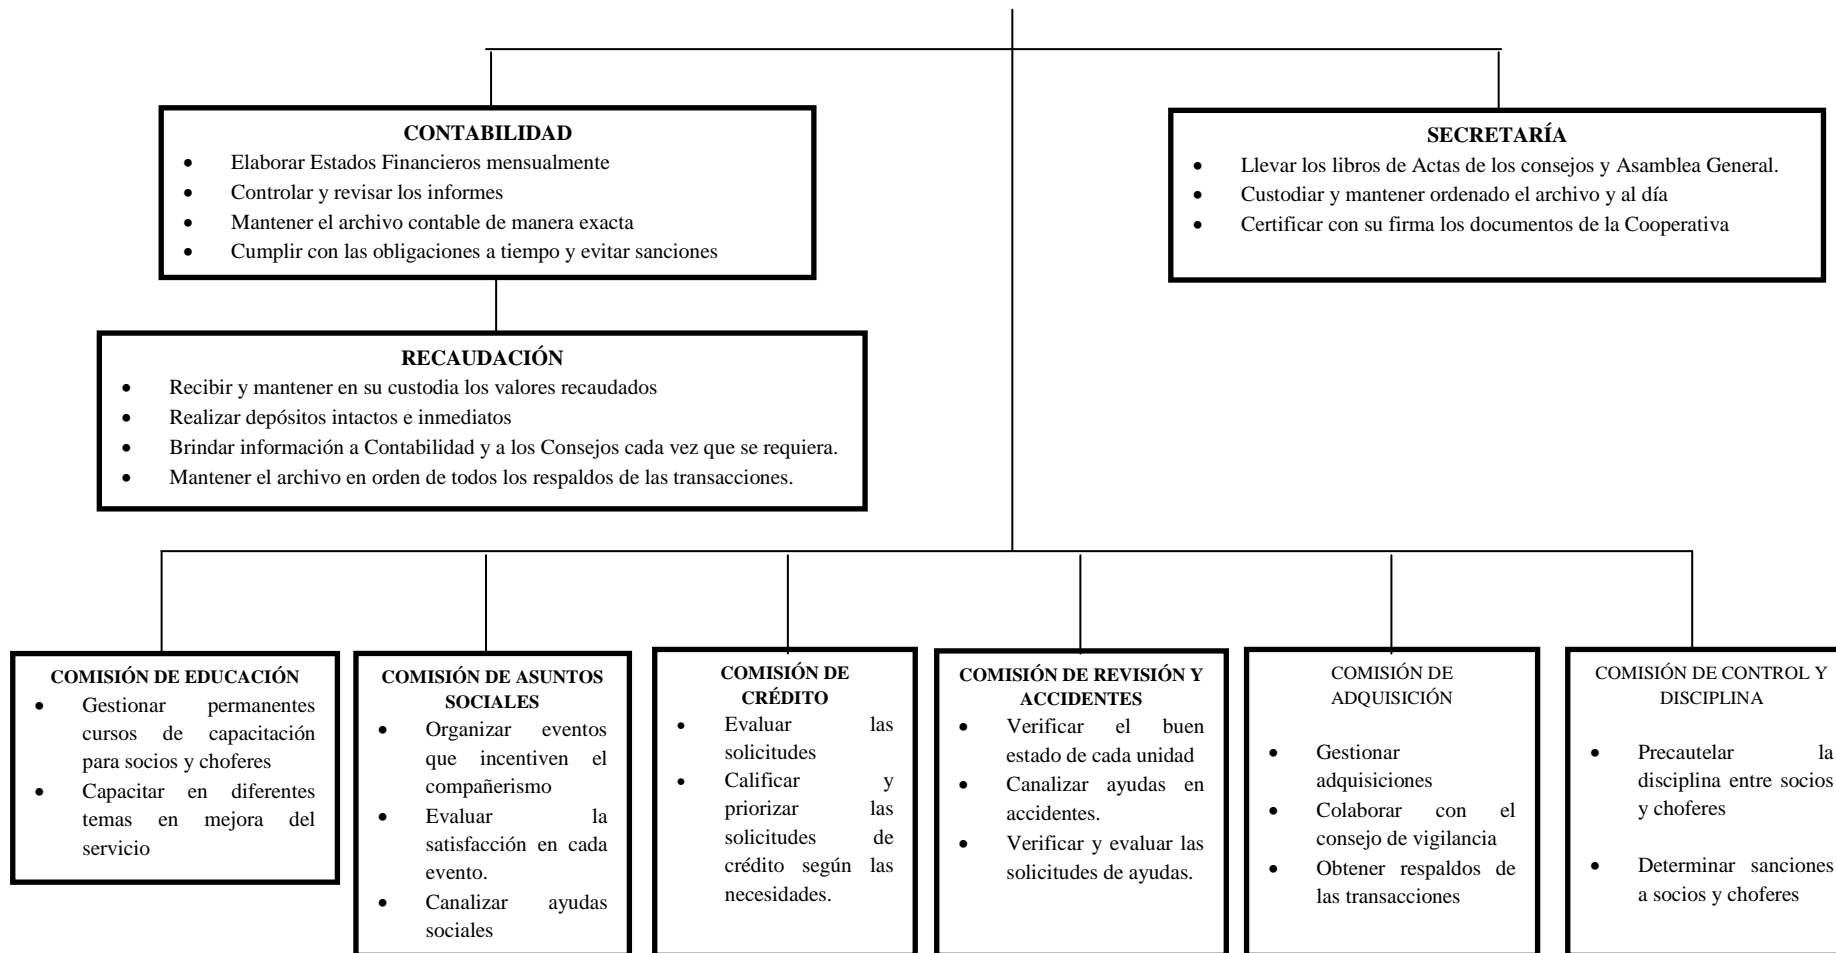 CONTABILIDAD
• Elaborar Estados Financieros mensualmente
• Controlar y revisar los informes
• Mantener el archivo contable de manera exacta
• Cumplir con las obligaciones a tiempo y evitar sanciones
SECRETARÍA
• Llevar los libros de Actas de los consejos y Asamblea General.
• Custodiar y mantener ordenado el archivo y al día
• Certificar con su firma los documentos de la Cooperativa
RECAUDACIÓN
• Recibir y mantener en su custodia los valores recaudados
• Realizar depósitos intactos e inmediatos
• Brindar información a Contabilidad y a los Consejos cada vez que se requiera.
• Mantener el archivo en orden de todos los respaldos de las transacciones.
COMISIÓN DE EDUCACIÓN
• Gestionar permanentes
cursos de capacitación
para socios y choferes
• Capacitar en diferentes
temas en mejora del
servicio
COMISIÓN DE ASUNTOS
SOCIALES
• Organizar eventos
que incentiven el
compañerismo
• Evaluar la
satisfacción en cada
evento.
• Canalizar ayudas
sociales
COMISIÓN DE
CRÉDITO
• Evaluar las
solicitudes
• Calificar y
priorizar las
solicitudes de
crédito según las
necesidades.
COMISIÓN DE REVISIÓN Y
ACCIDENTES
• Verificar el buen
estado de cada unidad
• Canalizar ayudas en
accidentes.
• Verificar y evaluar las
solicitudes de ayudas.
COMISIÓN DE
ADQUISICIÓN
• Gestionar
adquisiciones
• Colaborar con el
consejo de vigilancia
• Obtener respaldos de
las transacciones
COMISIÓN DE CONTROL Y
DISCIPLINA
• Precautelar la
disciplina entre socios
y choferes
• Determinar sanciones
a socios y choferes